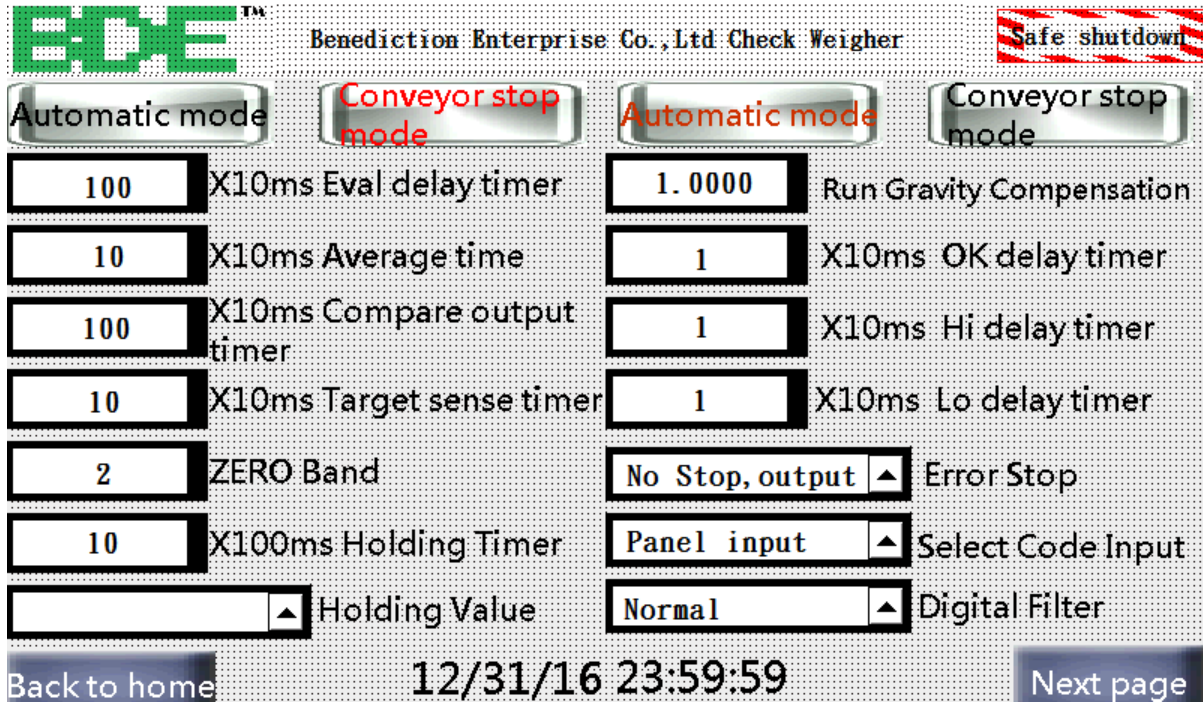 BDE™
Benediction Enterprise Co.,Ltd Check Weigher
Safe shutdown
Automatic mode
Conveyor stop
mode
Automatic mode
Conveyor stop
mode
100 X10ms Eval delay timer
1.0000 Run Gravity Compensation
10 X10ms Average time
1 X10ms OK delay timer
100 X10ms Compare output
timer
1 X10ms Hi delay timer
10 X10ms Target sense timer
1 X10ms Lo delay timer
2 ZERO Band
No Stop,output Error Stop
10 X100ms Holding Timer
Panel input Select Code Input
Holding Value
Normal Digital Filter
Back to home
12/31/16 23:59:59
Next page